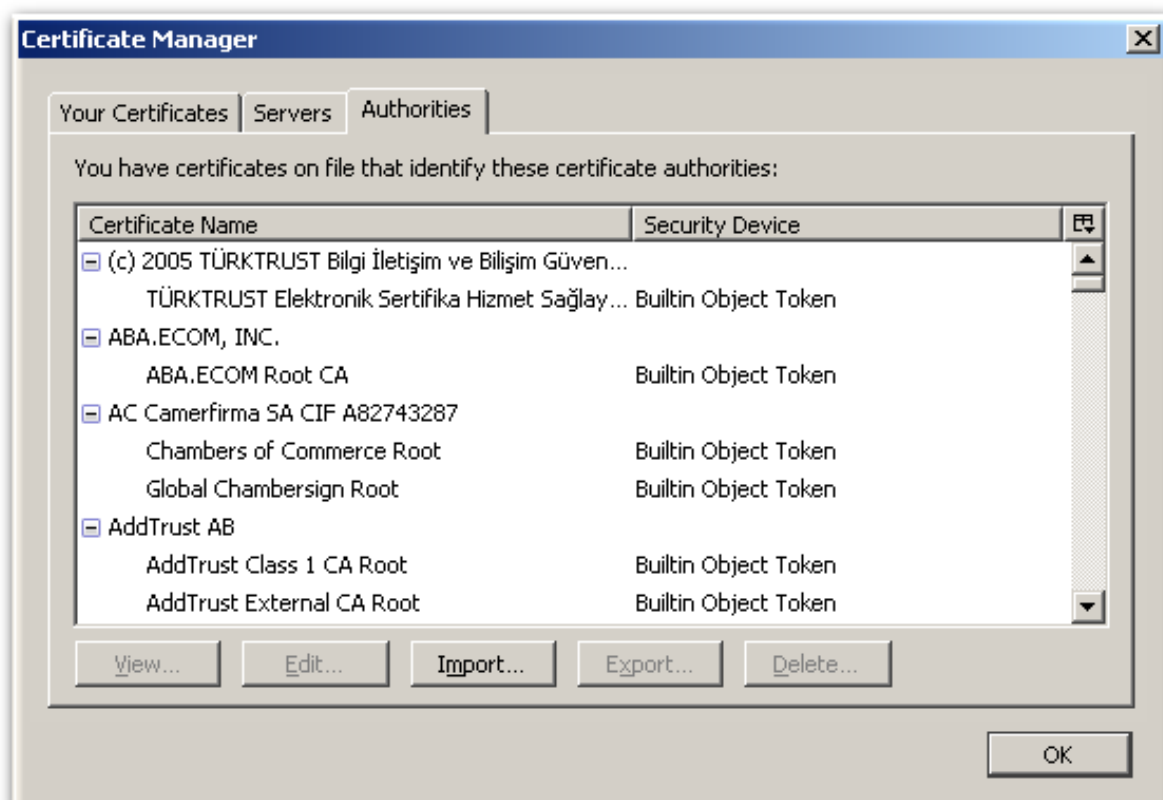 Certificate Manager
Your Certificates Servers Authorities
You have certificates on file that identify these certificate authorities:
Certificate Name Security Device
(c) 2005 TÜRKTRUST Bilgi İletişim ve Bilişim Güven...
TÜRKTRUST Elektronik Sertifika Hizmet Sağlay... Builtin Object Token
ABA.ECOM, INC.
ABA.ECOM Root CA Builtin Object Token
AC Camerfirma SA CIF A82743287
Chambers of Commerce Root Builtin Object Token
Global Chambersign Root Builtin Object Token
AddTrust AB
AddTrust Class 1 CA Root Builtin Object Token
AddTrust External CA Root Builtin Object Token
View... Edit... Import... Export... Delete...
OK